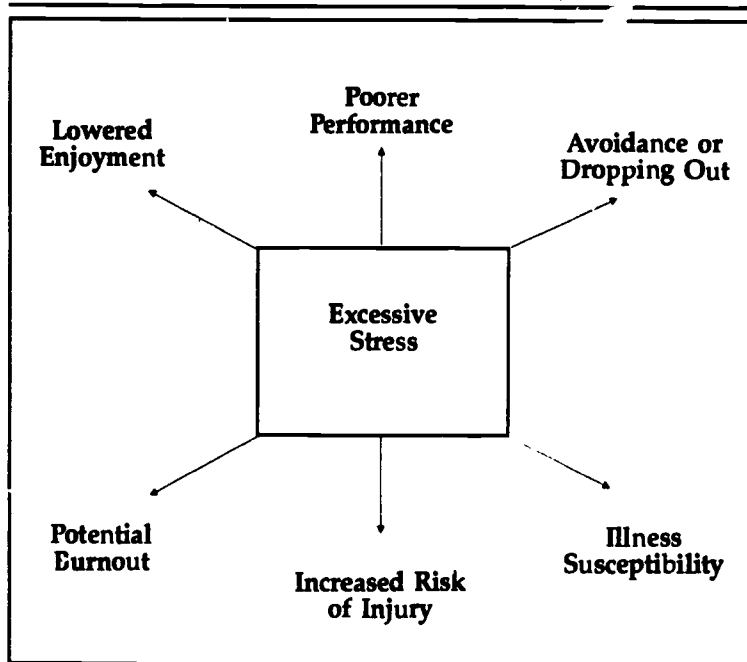 Poorer
Performance
Lowered
Enjoyment
Avoidance or
Dropping Out
Excessive
Stress
Potential
Burnout
Increased Risk
of Injury
Illness
Susceptibility